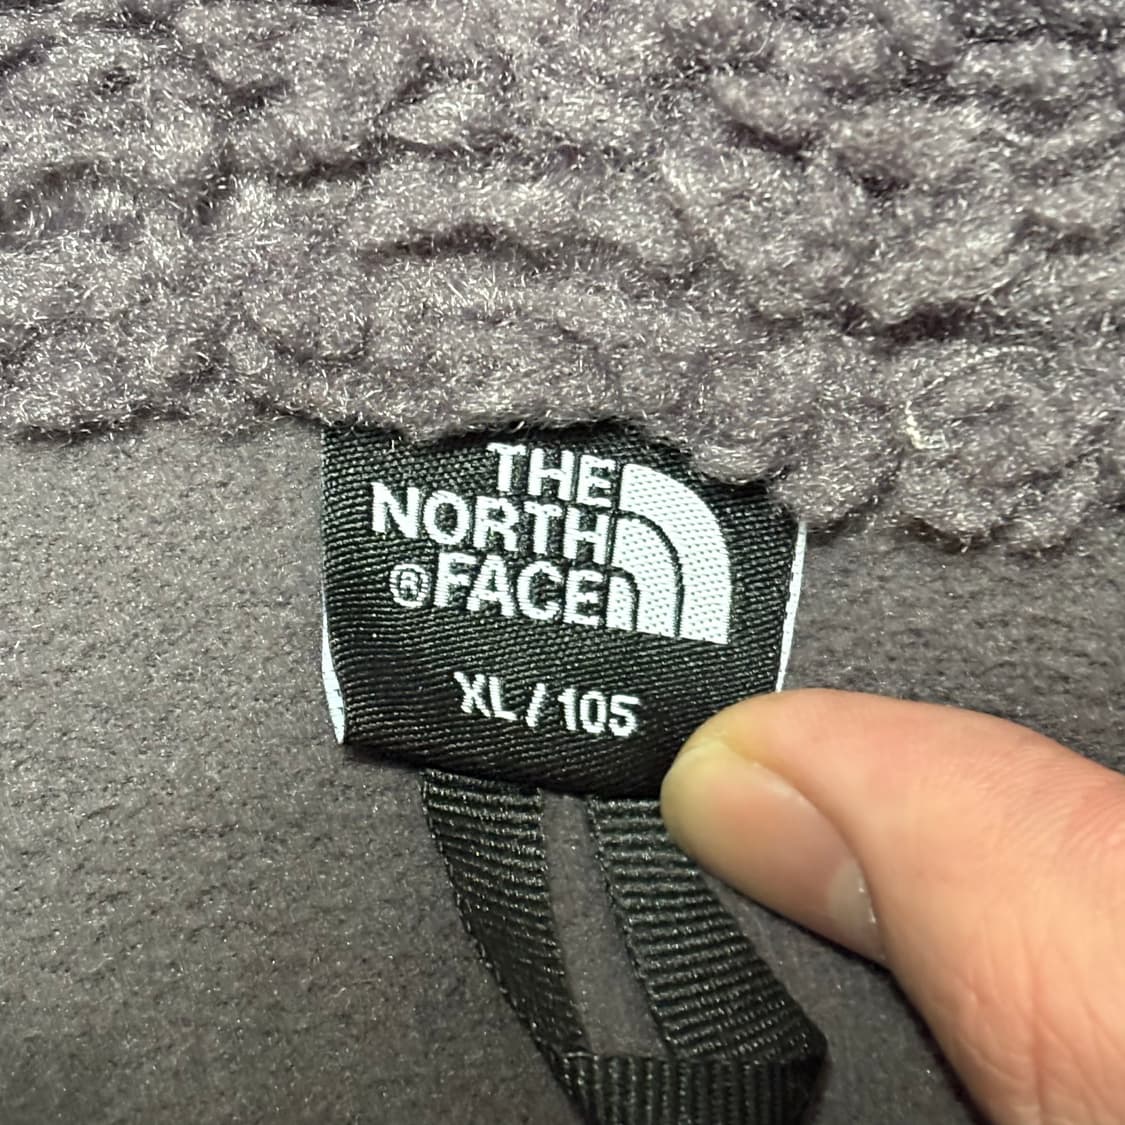 THE
NORTH
®FACE
XL / 105